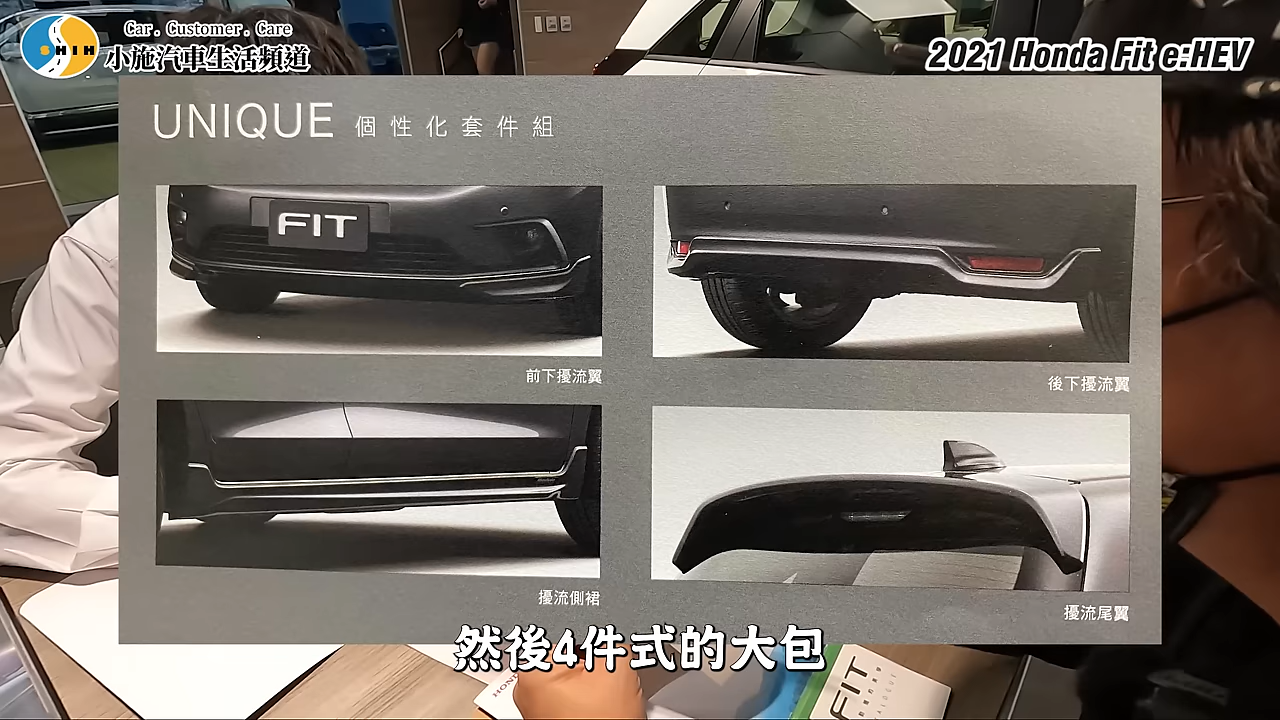 Car. Customer. Care
SHIH
小施汽車生活頻道
2021 Honda Fit e:HEV
UNIQUE 個性化套件組
FIT
前下擾流翼
後下擾流翼
擾流側裙
擾流尾翼
然後4件式的大包
FIT